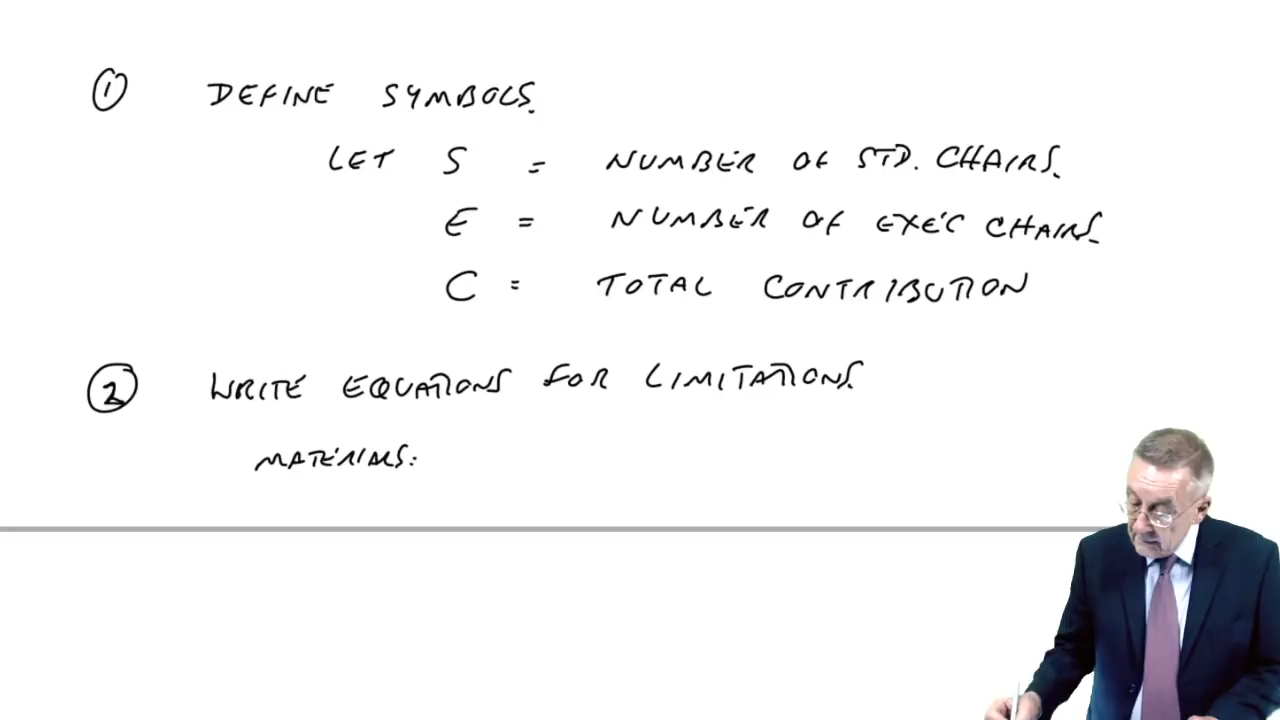 ① DEFINE SYMBOLS.
LET S = NUMBER OF STD. CHAIRS.
E = NUMBER OF EXEC CHAIRS.
C = TOTAL CONTRIBUTION
② WRITE EQUATIONS FOR LIMITATIONS.
MATERIALS: